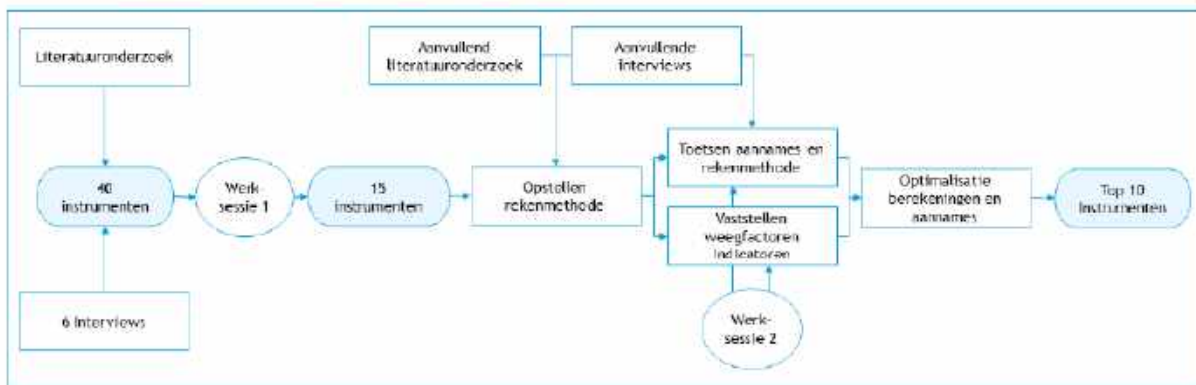 Literatuuronderzoek
Aanvullend
literatuuronderzoek
Aanvullende
interviews
40
instrumenten
Werk-
sessie 1
15
instrumenten
Opstellen
rekenmethode
Toetsen aannames en
rekenmethode
Vaststellen
weegfactoren
indicatoren
Optimalisatie
berekeningen en
aannames
Top 10
instrumenten
6 interviews
Werk-
sessie 2